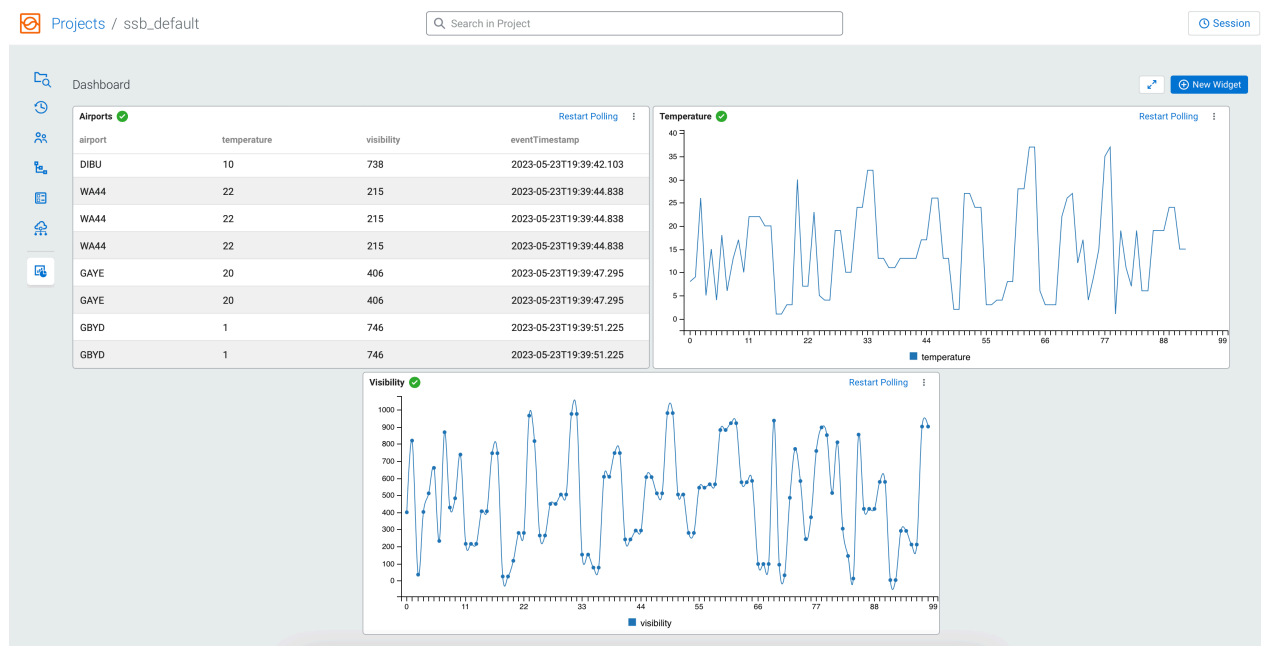 Projects / ssb_default
Search in Project
Session
Dashboard
New Widget
Airports
Restart Polling
airport temperature visibility eventTimestamp
DIBU 10 738 2023-05-23T19:39:42.103
WA44 22 215 2023-05-23T19:39:44.838
WA44 22 215 2023-05-23T19:39:44.838
WA44 22 215 2023-05-23T19:39:44.838
GAYE 20 406 2023-05-23T19:39:47.295
GAYE 20 406 2023-05-23T19:39:47.295
GBYD 1 746 2023-05-23T19:39:51.225
GBYD 1 746 2023-05-23T19:39:51.225
Temperature
Restart Polling
40
35
30
25
20
15
10
5
0
0 11 22 33 44 55 66 77 88 99
temperature
Visibility
Restart Polling
1000
900
800
700
600
500
400
300
200
100
0
0 11 22 33 44 55 66 77 88 99
visibility